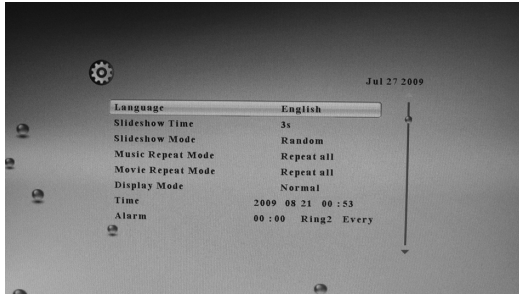 Jul 27 2009
Language English
Slideshow Time 3s
Slideshow Mode Random
Music Repeat Mode Repeat all
Movie Repeat Mode Repeat all
Display Mode Normal
Time 2009 08 21 00:53
Alarm 00:00 Ring2 Every